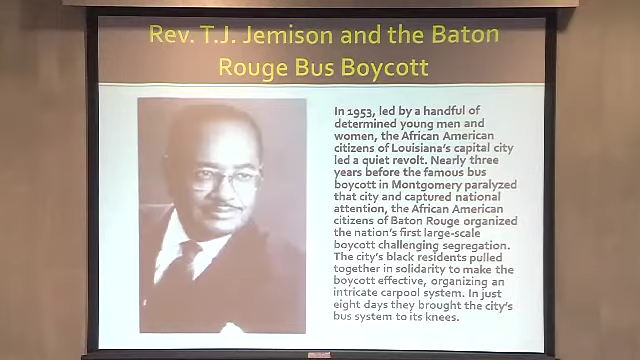 Rev. T.J. Jemison and the Baton
Rouge Bus Boycott
In 1953, led by a handful of
determined young men and
women, the African American
citizens of Louisiana's capital city
led a quiet revolt. Nearly three
years before the famous bus
boycott in Montgomery paralyzed
that city and captured national
attention, the African American
citizens of Baton Rouge organized
the nation's first large-scale
boycott challenging segregation.
The city's black residents pulled
together in solidarity to make the
boycott effective, organizing an
intricate carpool system. In just
eight days they brought the city's
bus system to its knees.